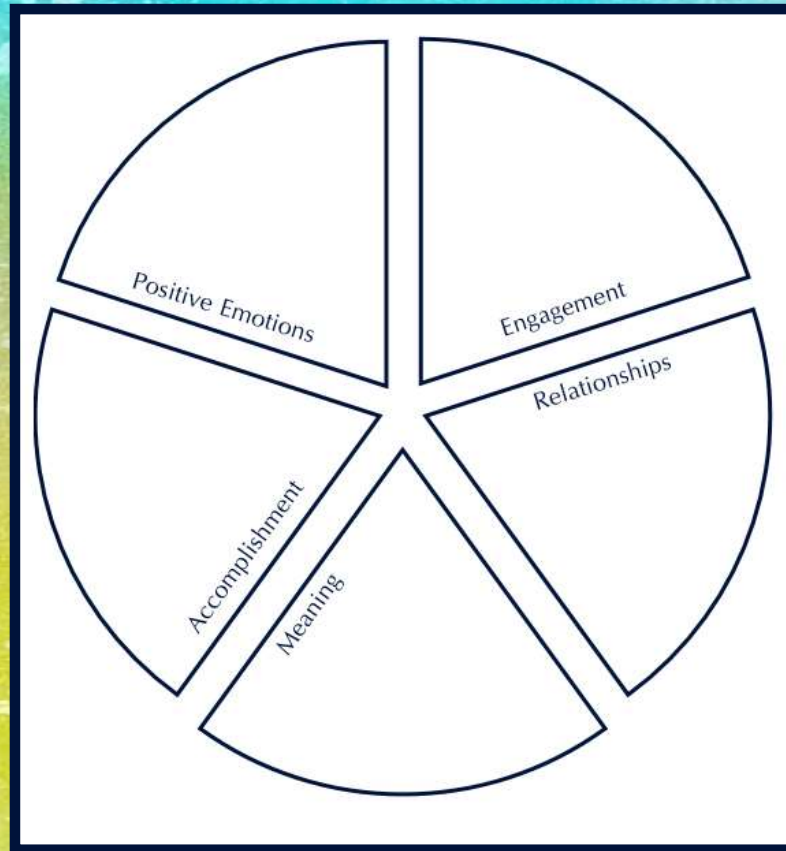 Positive Emotions
Engagement
Relationships
Accomplishment
Meaning